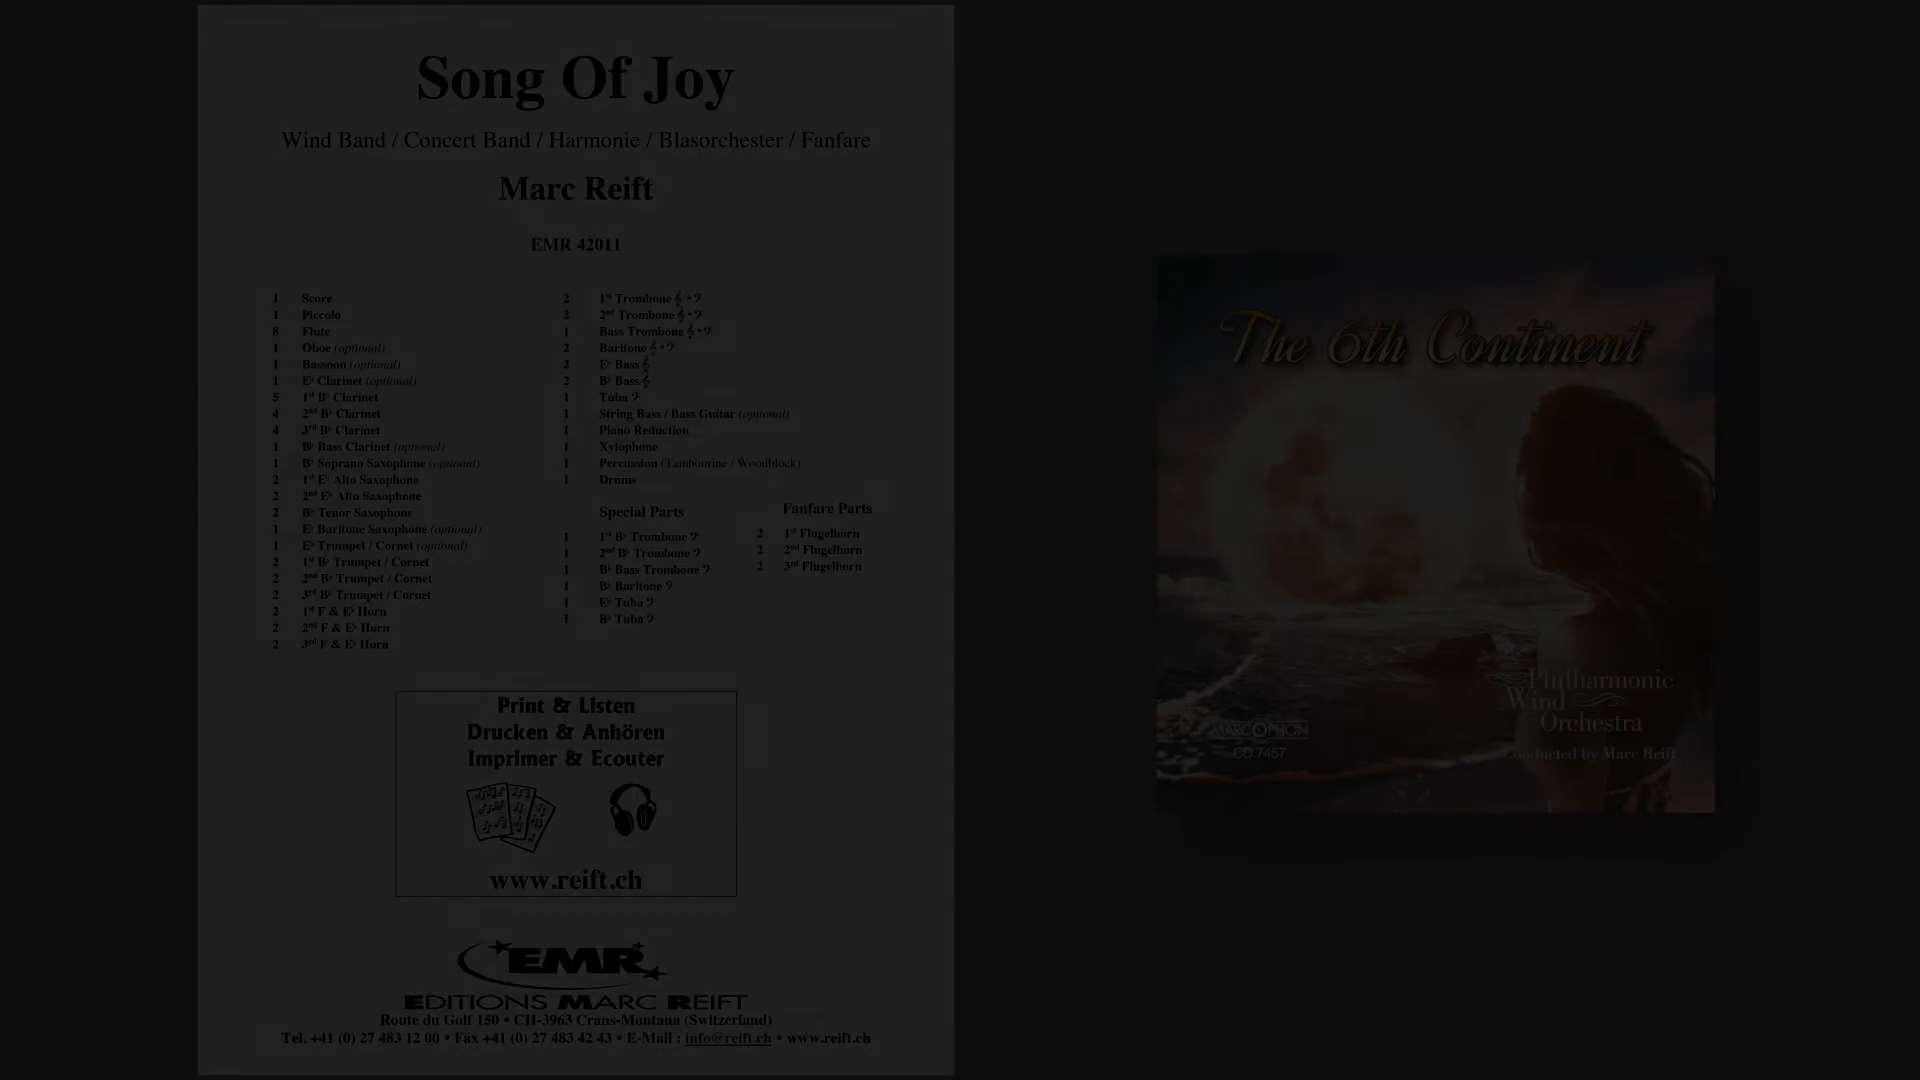 Song Of Joy
Wind Band / Concert Band / Harmonie / Blasorchester / Fanfare
Marc Reift
EMR 42011
1 Score
1 Piccolo
8 Flute
1 Oboe (optional)
1 Bassoon (optional)
1 E♭ Clarinet (optional)
5 1st B♭ Clarinet
4 2nd B♭ Clarinet
4 3rd B♭ Clarinet
1 B♭ Bass Clarinet (optional)
1 B♭ Soprano Saxophone (optional)
2 1st E♭ Alto Saxophone
2 2nd E♭ Alto Saxophone
2 B♭ Tenor Saxophone
1 E♭ Baritone Saxophone (optional)
1 E♭ Trumpet / Cornet (optional)
2 1st B♭ Trumpet / Cornet
2 2nd B♭ Trumpet / Cornet
2 3rd B♭ Trumpet / Cornet
2 1st F & E♭ Horn
2 2nd F & E♭ Horn
2 3rd F & E♭ Horn
2 1st Trombone 𝄞 + 𝄢
2 2nd Trombone 𝄞 + 𝄢
1 Bass Trombone 𝄞 + 𝄢
2 Baritone 𝄞 + 𝄢
2 E♭ Bass 𝄞
2 B♭ Bass 𝄞
1 Tuba 𝄢
1 String Bass / Bass Guitar (optional)
1 Piano Reduction
1 Xylophone
1 Percussion (Tambourine / Woodblock)
1 Drums
Special Parts
1 1st B♭ Trombone 𝄢
1 2nd B♭ Trombone 𝄢
1 B♭ Bass Trombone 𝄢
1 B♭ Baritone 𝄢
1 E♭ Tuba 𝄢
1 B♭ Tuba 𝄢
Fanfare Parts
2 1st Flugelhorn
2 2nd Flugelhorn
2 3rd Flugelhorn
Print & Listen
Drucken & Anhören
Imprimer & Ecouter
www.reift.ch
EMR
EDITIONS MARC REIFT
Route du Golf 150 • CH-3963 Crans-Montana (Switzerland)
Tel. +41 (0) 27 483 12 00 • Fax +41 (0) 27 483 42 43 • E-Mail : info@reift.ch • www.reift.ch
The 6th Continent
Philharmonic
Wind
Orchestra
Conducted by Marc Reift
MARCOPHON
CD 7457